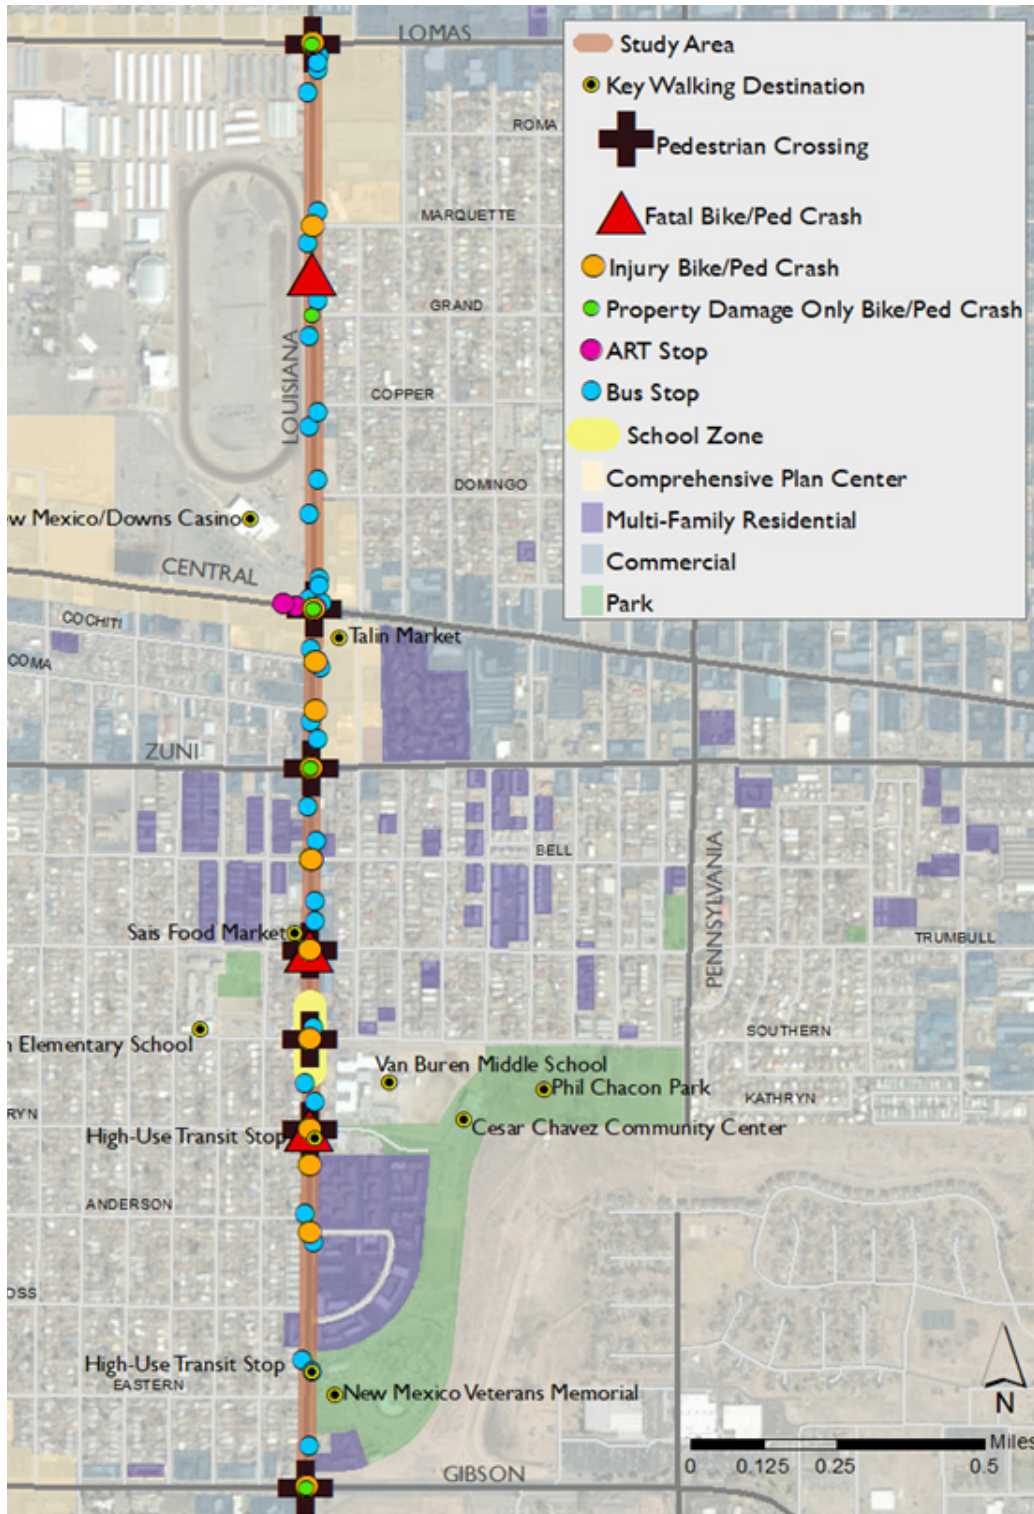 LOMAS
Study Area
Key Walking Destination
ROMA
Pedestrian Crossing
MARQUETTE
Fatal Bike/Ped Crash
Injury Bike/Ped Crash
GRAND
Property Damage Only Bike/Ped Crash
LOUISIANA
ART Stop
COPPER
Bus Stop
School Zone
DOMINGO
Comprehensive Plan Center
ew Mexico/Downs Casino
Multi-Family Residential
CENTRAL
Commercial
Park
COCHITI
Talin Market
COMA
ZUNI
BELL
PENNSYLVANIA
Sais Food Market
TRUMBULL
SOUTHERN
n Elementary School
Van Buren Middle School
Phil Chacon Park
KATHRYN
RYN
High-Use Transit Stop
Cesar Chavez Community Center
ANDERSON
OSS
High-Use Transit Stop
EASTERN
New Mexico Veterans Memorial
N
Miles
0 0.125 0.25 0.5
GIBSON